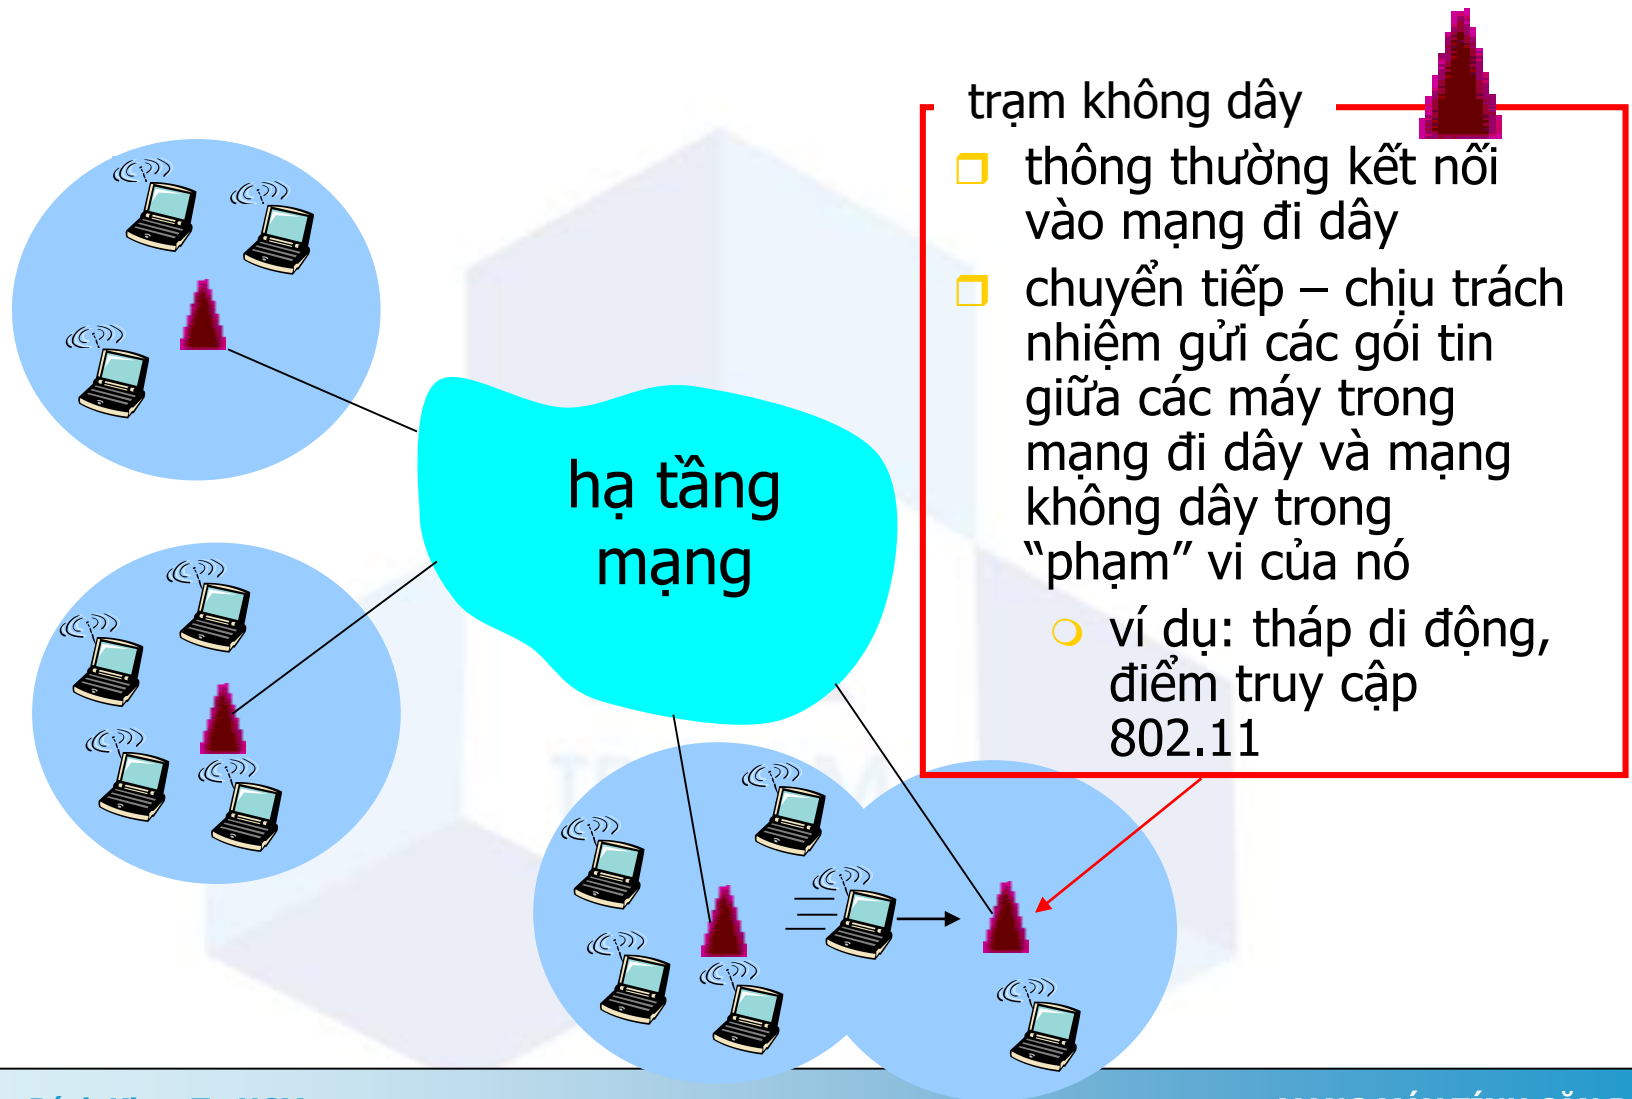 trạm không dây
thông thường kết nối
vào mạng đi dây
chuyển tiếp – chịu trách
nhiệm gửi các gói tin
giữa các máy trong
mạng đi dây và mạng
không dây trong
“phạm” vi của nó
ví dụ: tháp di động,
điểm truy cập
802.11
hạ tầng
mạng